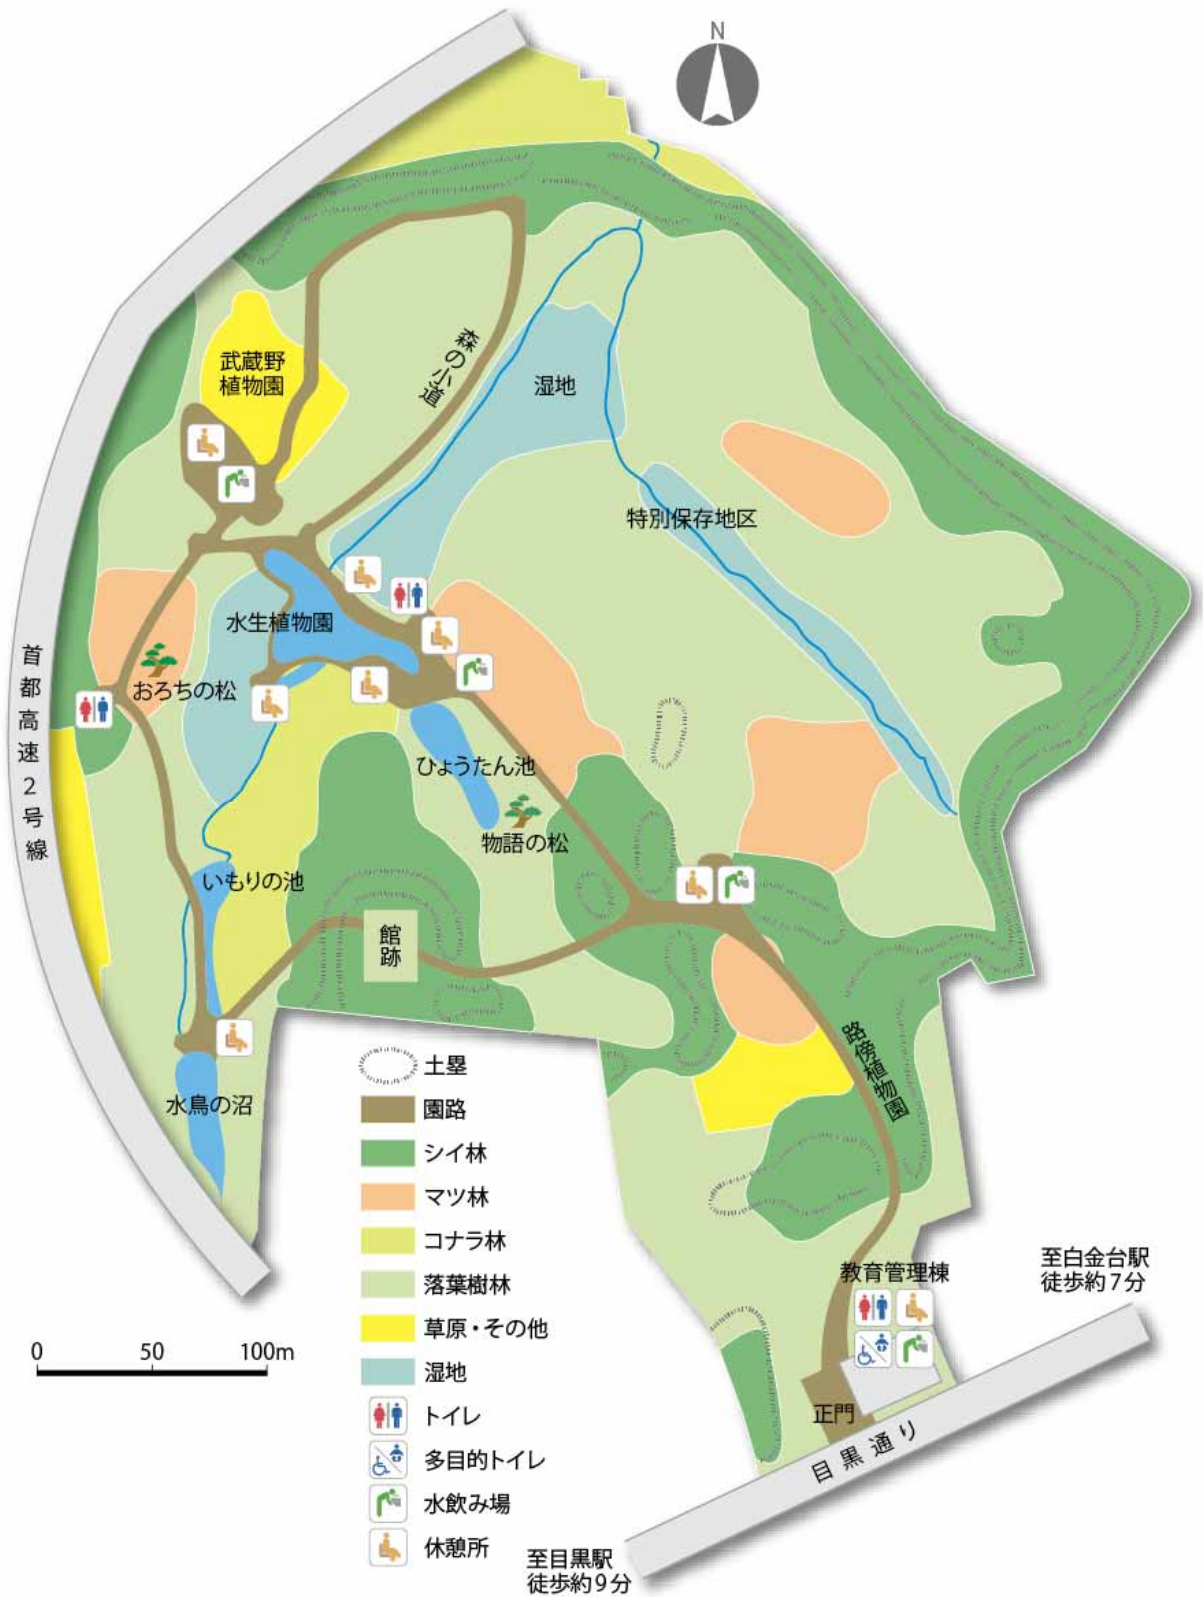 N
武蔵野
植物園
森の小道
湿地
特別保存地区
水生植物園
おろちの松
首都高速2号線
ひょうたん池
物語の松
いもりの池
館跡
路傍植物園
水鳥の沼
土塁
園路
シイ林
マツ林
コナラ林
落葉樹林
草原・その他
湿地
トイレ
多目的トイレ
水飲み場
休憩所
0 50 100m
教育管理棟
正門
目黒通り
至白金台駅
徒歩約7分
至目黒駅
徒歩約9分